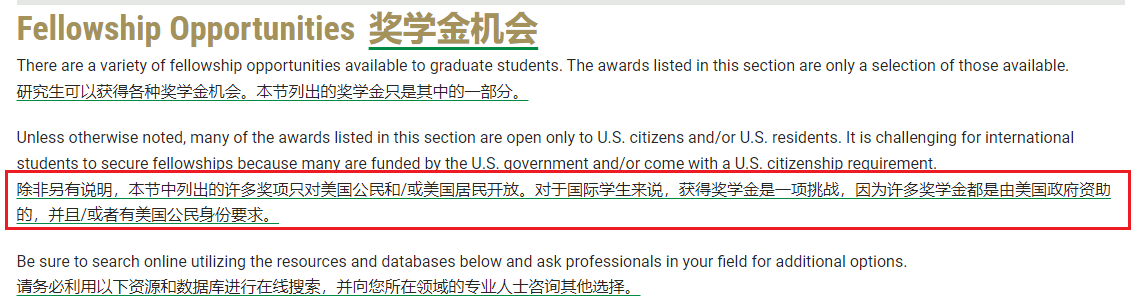 Fellowship Opportunities 奖学金机会
There are a variety of fellowship opportunities available to graduate students. The awards listed in this section are only a selection of those available.
研究生可以获得各种奖学金机会。本节列出的奖学金只是其中的一部分。
Unless otherwise noted, many of the awards listed in this section are open only to U.S. citizens and/or U.S. residents. It is challenging for international
students to secure fellowships because many are funded by the U.S. government and/or come with a U.S. citizenship requirement.
除非另有说明，本节中列出的许多奖项只对美国公民和/或美国居民开放。对于国际学生来说，获得奖学金是一项挑战，因为许多奖学金都是由美国政府资助
的，并且/或者有美国公民身份要求。
Be sure to search online utilizing the resources and databases below and ask professionals in your field for additional options.
请务必利用以下资源和数据库进行在线搜索，并向您所在领域的专业人士咨询其他选择。